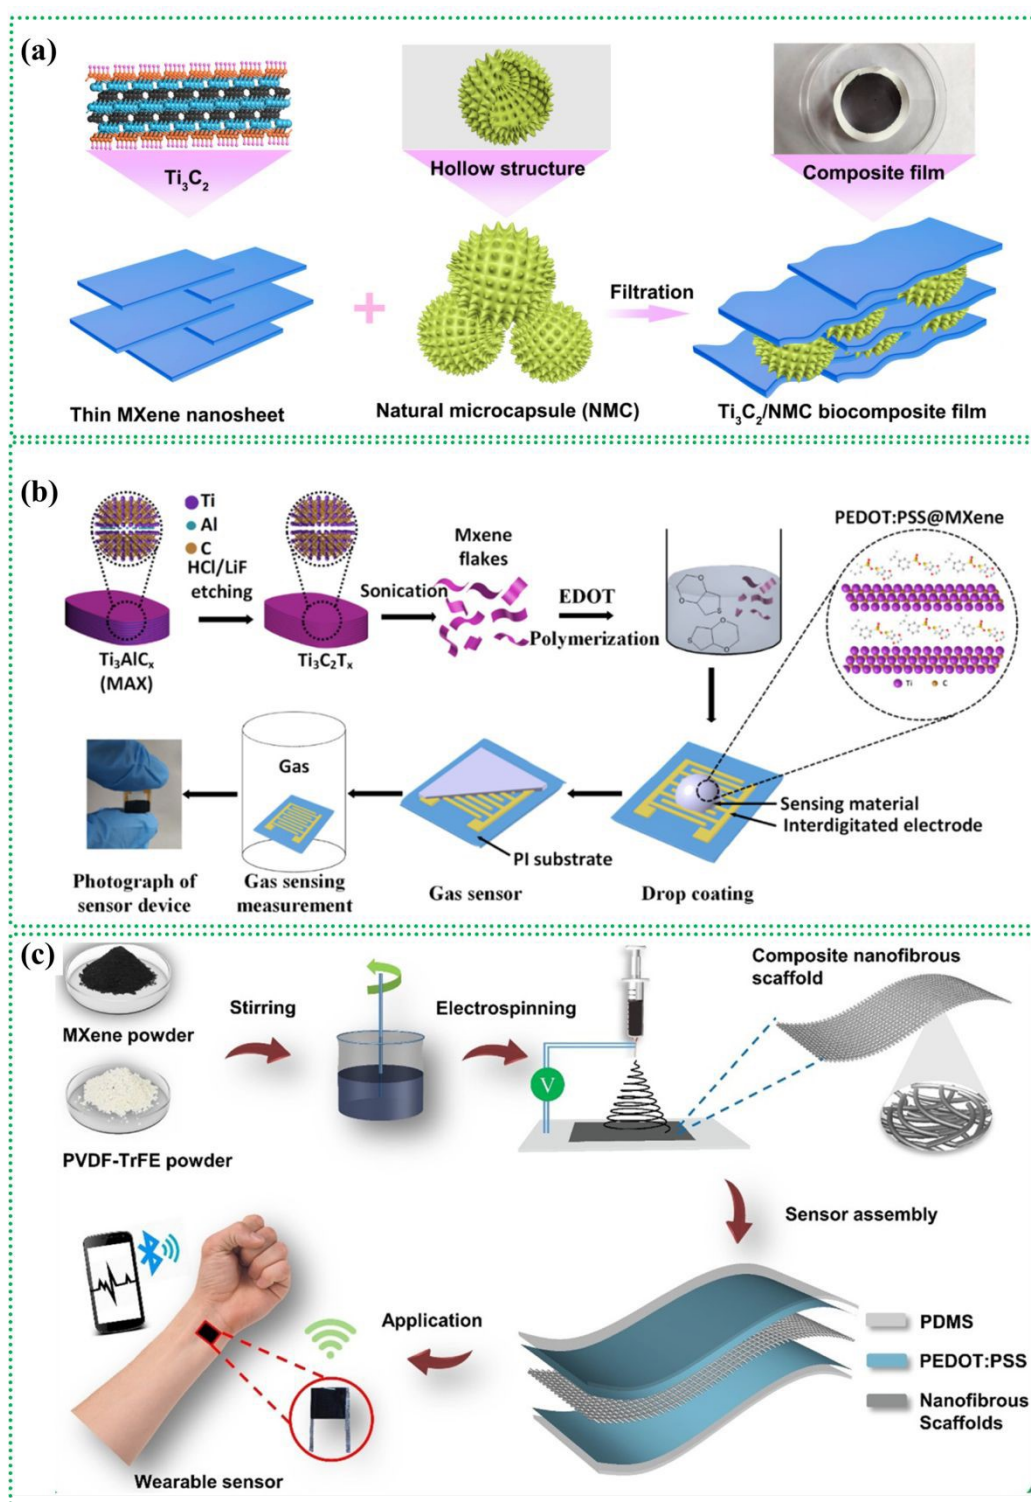 (a)
Ti3C2
Hollow structure
Composite film
Filtration
Thin MXene nanosheet
Natural microcapsule (NMC)
Ti3C2/NMC biocomposite film
(b)
Ti
Al
C
HCl/LiF
etching
Ti3AlCx
(MAX)
Ti3C2Tx
Sonication
Mxene
flakes
EDOT
Polymerization
PEDOT:PSS@MXene
Ti
C
Sensing material
Interdigitated electrode
Drop coating
PI substrate
Gas sensor
Gas
Gas sensing
measurement
Photograph of
sensor device
(c)
MXene powder
PVDF-TrFE powder
Stirring
Electrospinning
V
Composite nanofibrous
scaffold
Sensor assembly
PDMS
PEDOT:PSS
Nanofibrous
Scaffolds
Application
Wearable sensor